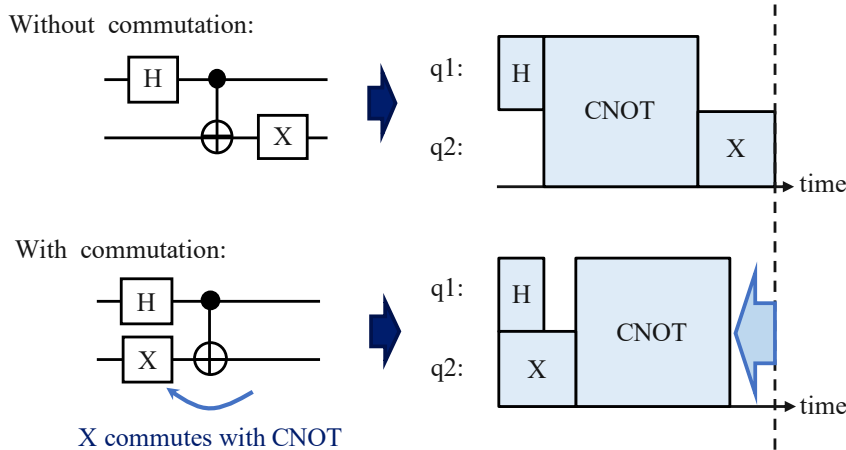 Without commutation:
H
X
q1:
q2:
H
CNOT
X
time
With commutation:
H
X
X commutes with CNOT
q1:
q2:
H
X
CNOT
time